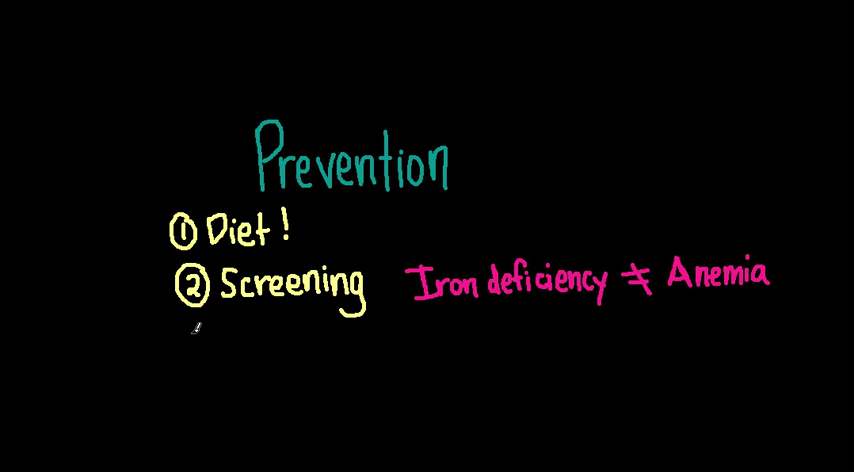 Prevention
① Diet!
② Screening Iron deficiency ≠ Anemia